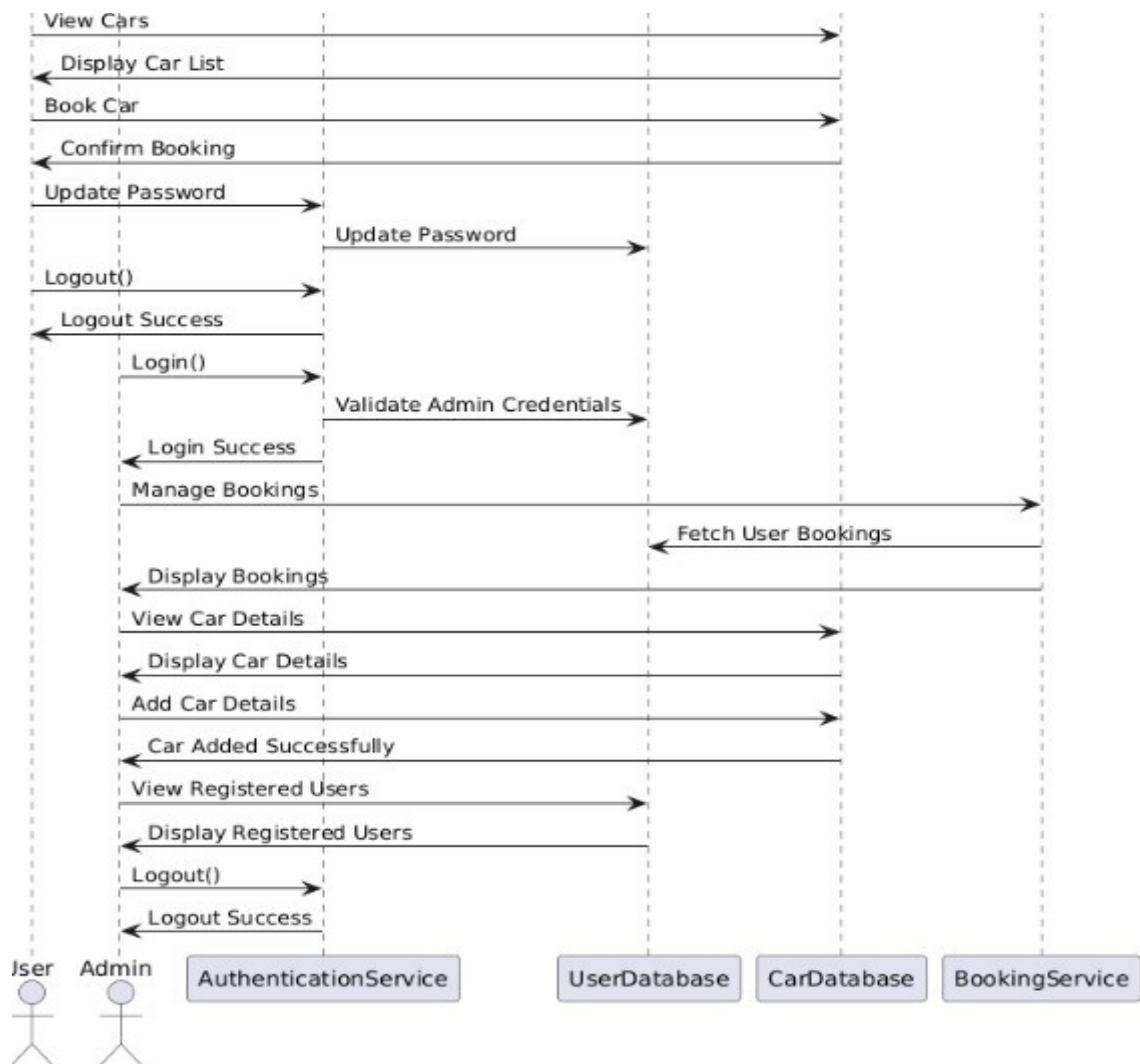 View Cars
Display Car List
Book Car
Confirm Booking
Update Password
Update Password
Logout()
Logout Success
Login()
Validate Admin Credentials
Login Success
Manage Bookings
Fetch User Bookings
Display Bookings
View Car Details
Display Car Details
Add Car Details
Car Added Successfully
View Registered Users
Display Registered Users
Logout()
Logout Success
User Admin AuthenticationService UserDatabase CarDatabase BookingService